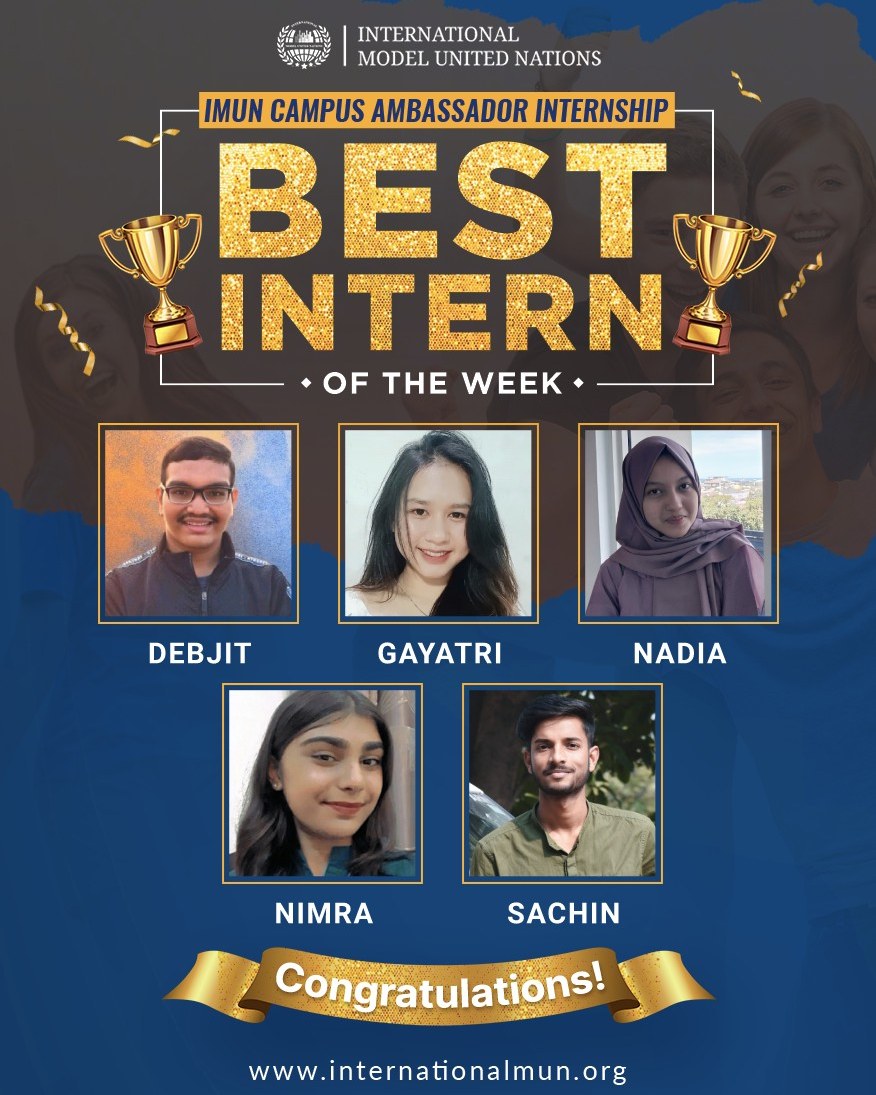 INTERNATIONAL
MODEL UNITED NATIONS
IMUN CAMPUS AMBASSADOR INTERNSHIP
BEST
INTERN
OF THE WEEK
DEBJIT
GAYATRI
NADIA
NIMRA
SACHIN
Congratulations!
www.internationalmun.org